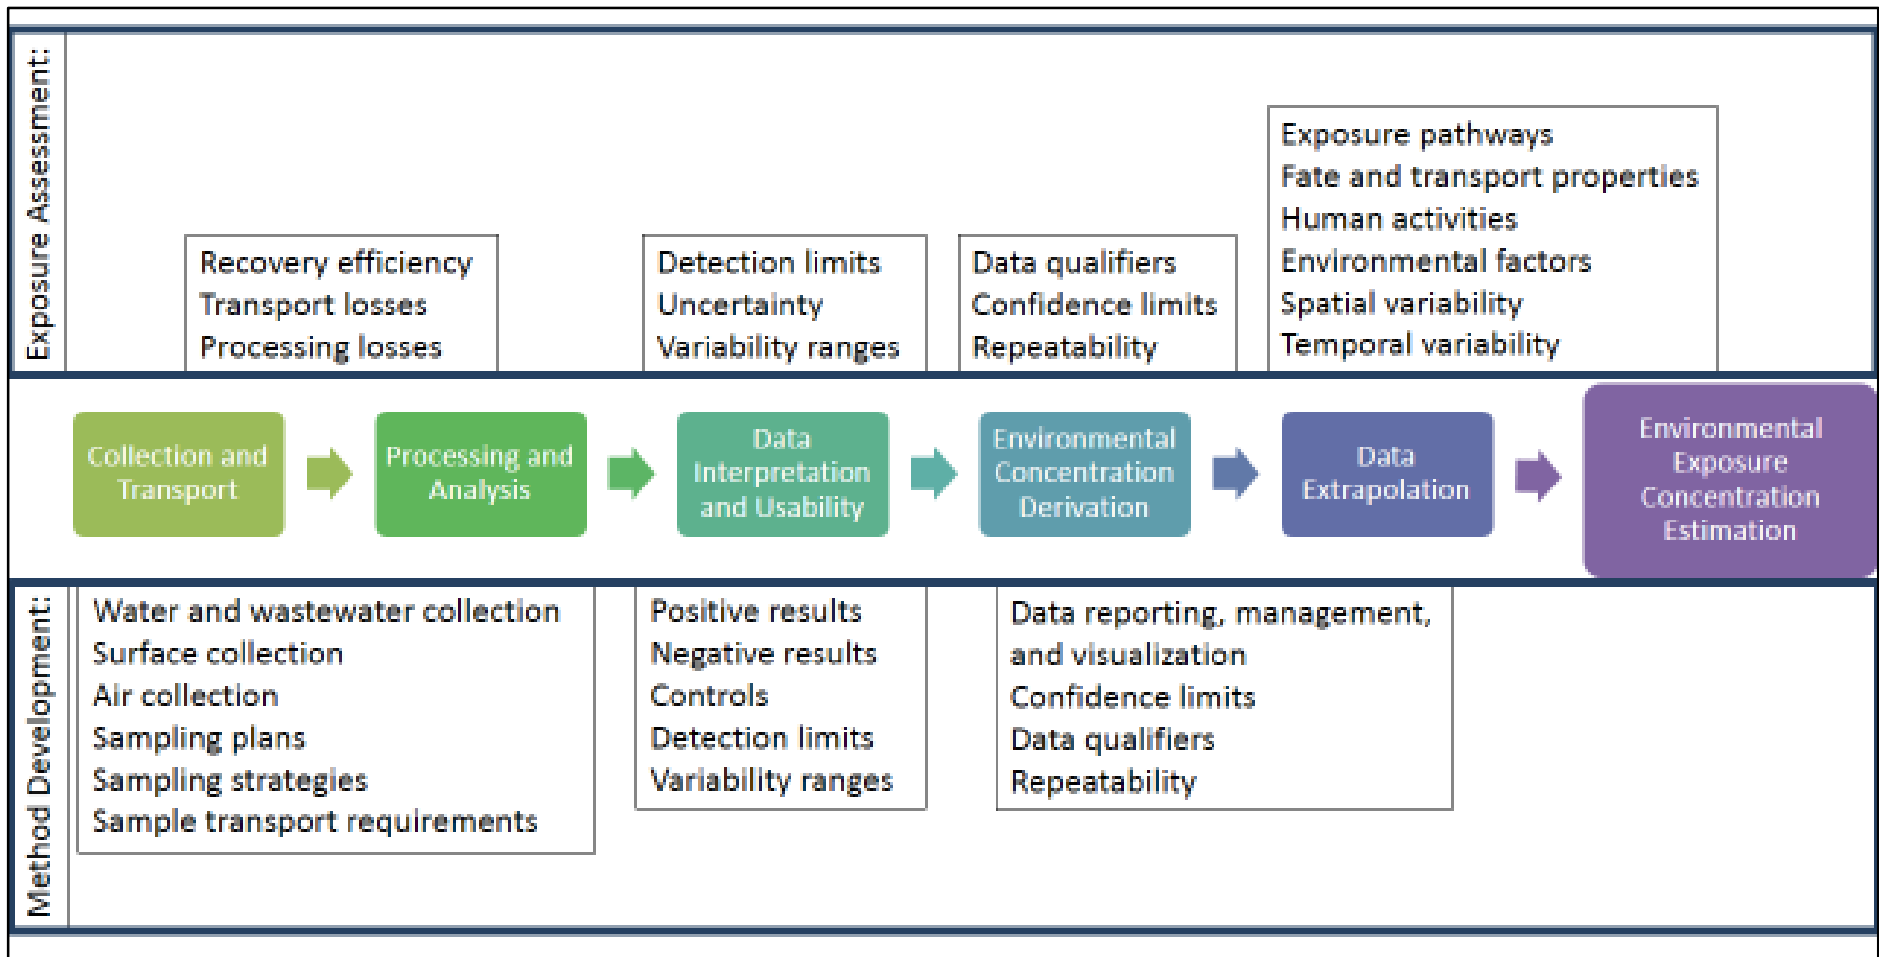 Exposure Assessment:
Recovery efficiency
Transport losses
Processing losses
Detection limits
Uncertainty
Variability ranges
Data qualifiers
Confidence limits
Repeatability
Exposure pathways
Fate and transport properties
Human activities
Environmental factors
Spatial variability
Temporal variability
Collection and
Transport
Processing and
Analysis
Data
Interpretation
and Usability
Environmental
Concentration
Derivation
Data
Extrapolation
Environmental
Exposure
Concentration
Estimation
Method Development:
Water and wastewater collection
Surface collection
Air collection
Sampling plans
Sampling strategies
Sample transport requirements
Positive results
Negative results
Controls
Detection limits
Variability ranges
Data reporting, management,
and visualization
Confidence limits
Data qualifiers
Repeatability